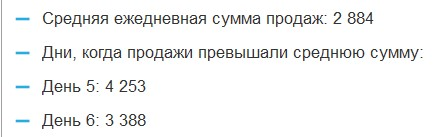 Средняя ежедневная сумма продаж: 2 884
Дни, когда продажи превышали среднюю сумму:
День 5: 4 253
День 6: 3 388